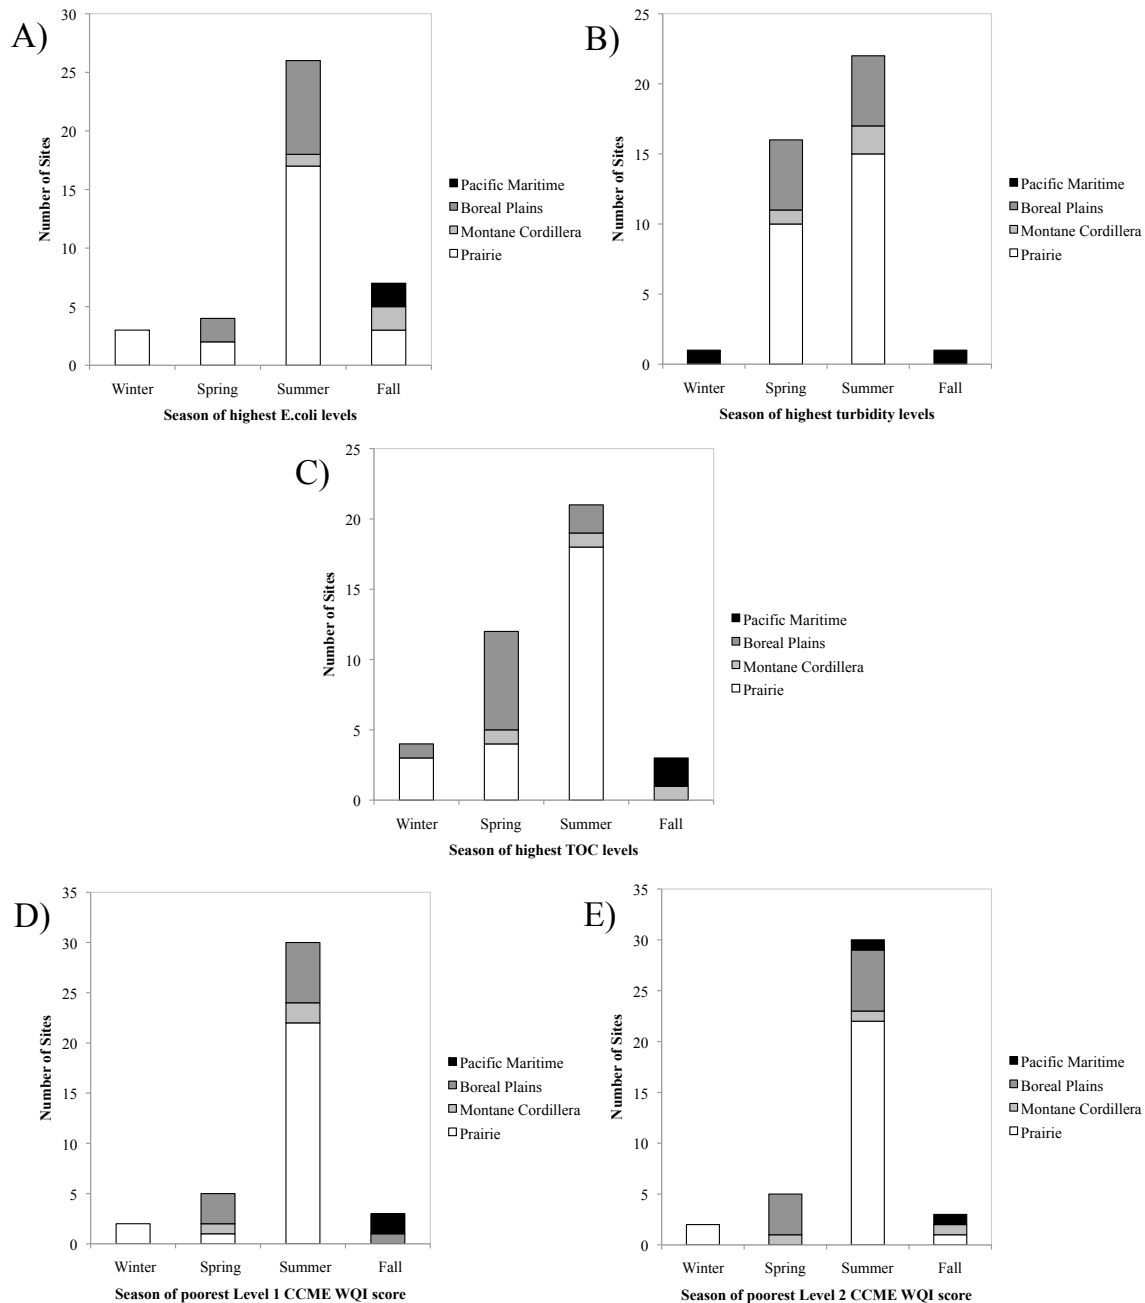 A)
30
25
20
15
10
5
0
Number of Sites
Winter Spring Summer Fall
Season of highest E.coli levels
Pacific Maritime
Boreal Plains
Montane Cordillera
Prairie
B)
25
20
15
10
5
0
Number of Sites
Winter Spring Summer Fall
Season of highest turbidity levels
Pacific Maritime
Boreal Plains
Montane Cordillera
Prairie
C)
25
20
15
10
5
0
Number of Sites
Winter Spring Summer Fall
Season of highest TOC levels
Pacific Maritime
Boreal Plains
Montane Cordillera
Prairie
D)
35
30
25
20
15
10
5
0
Number of Sites
Winter Spring Summer Fall
Season of poorest Level 1 CCME WQI score
Pacific Maritime
Boreal Plains
Montane Cordillera
Prairie
E)
35
30
25
20
15
10
5
0
Number of Sites
Winter Spring Summer Fall
Season of poorest Level 2 CCME WQI score
Pacific Maritime
Boreal Plains
Montane Cordillera
Prairie